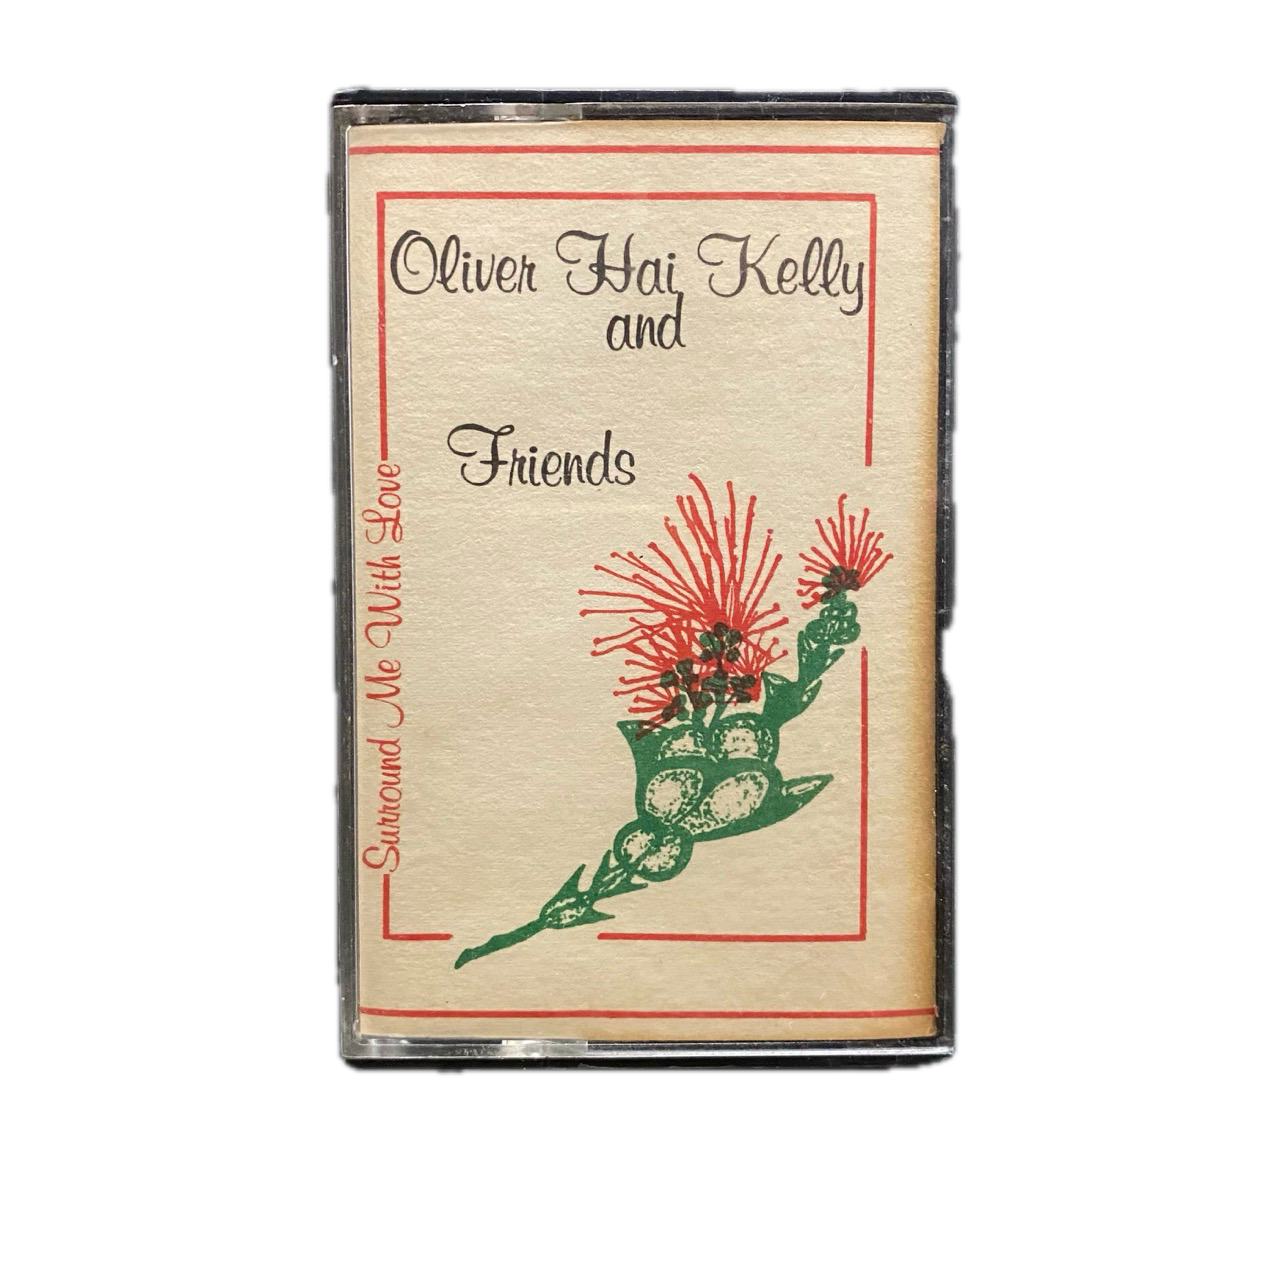 Oliver Hai Kelly
and
Friends
Surround Me With Love